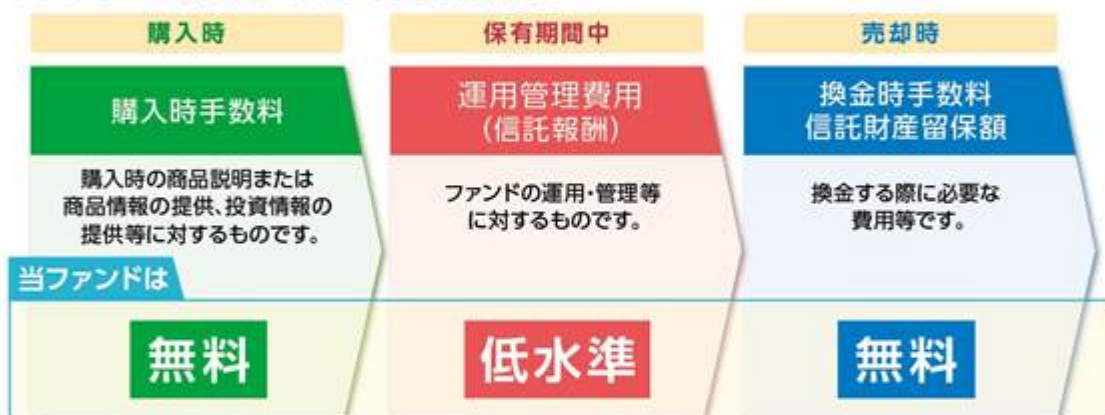 購入時
保有期間中
売却時
購入時手数料
運用管理費用
(信託報酬)
換金時手数料
信託財産留保額
購入時の商品説明または
商品情報の提供、投資情報の
提供等に対するものです。
ファンドの運用・管理等
に対するものです。
換金する際に必要な
費用等です。
当ファンドは
無料
低水準
無料